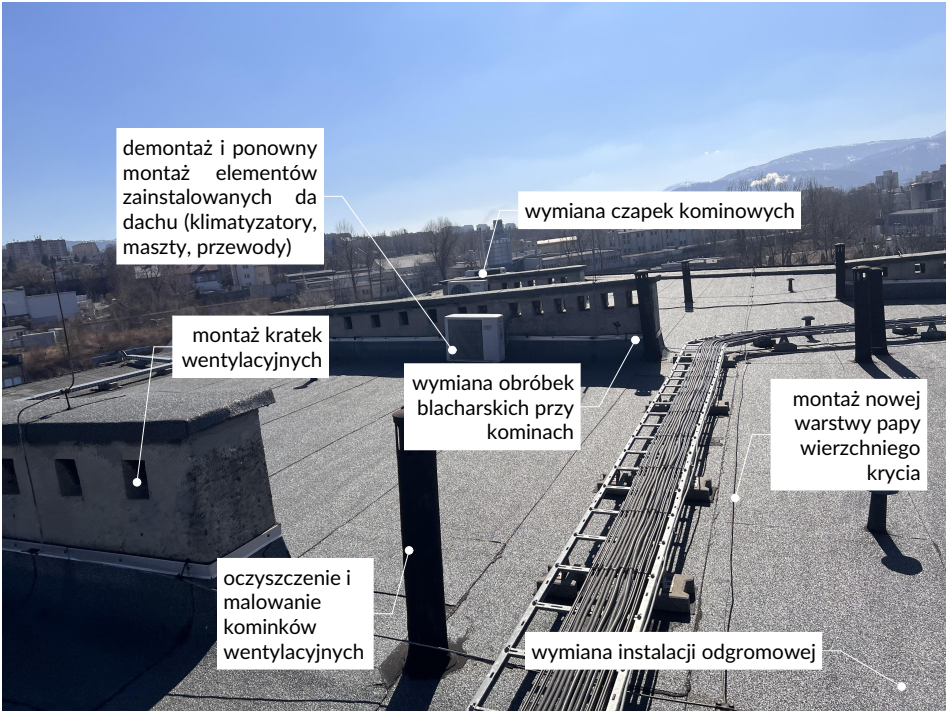 demontaż i ponowny
montaż elementów
zainstalowanych da
dachu (klimatyzatory,
maszty, przewody)
wymiana czapek kominowych
montaż kratek
wentylacyjnych
wymiana obróbek
blacharskich przy
kominach
montaż nowej
warstwy papy
wierzchniego
krycia
oczyszczenie i
malowanie
kominków
wentylacyjnych
wymiana instalacji odgromowej